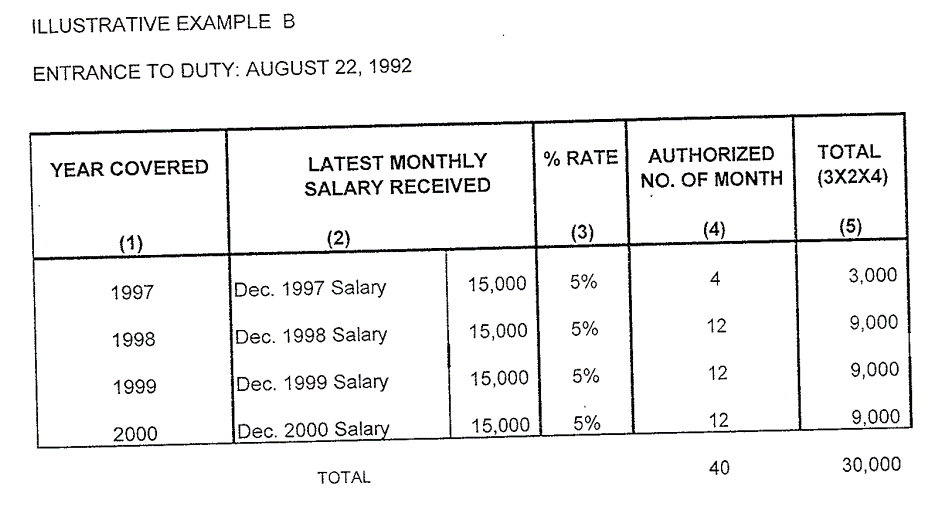 ILLUSTRATIVE EXAMPLE B
ENTRANCE TO DUTY: AUGUST 22, 1992
YEAR COVERED LATEST MONTHLY % RATE AUTHORIZED TOTAL
SALARY RECEIVED NO. OF MONTH (3X2X4)
(1) (2) (3) (4) (5)
1997 Dec. 1997 Salary 15,000 5% 4 3,000
1998 Dec. 1998 Salary 15,000 5% 12 9,000
1999 Dec. 1999 Salary 15,000 5% 12 9,000
2000 Dec. 2000 Salary 15,000 5% 12 9,000
TOTAL 40 30,000